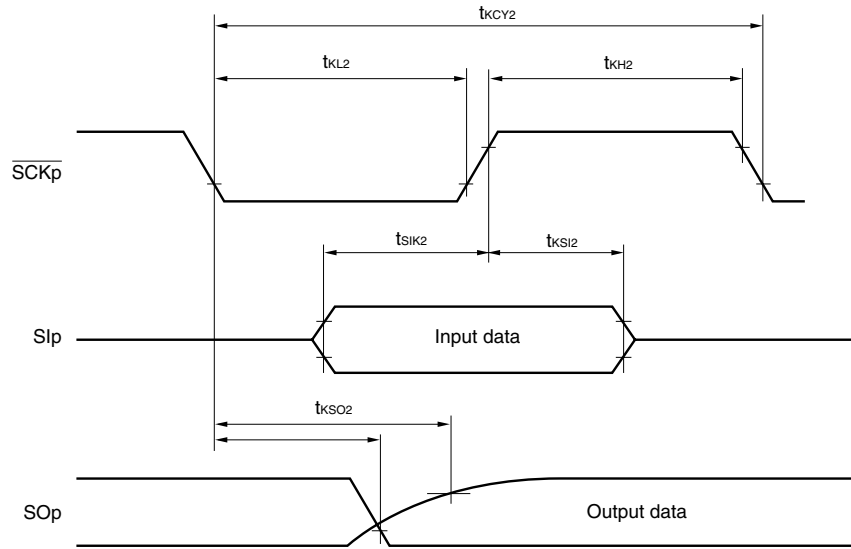 tKCY2
tKL2
tKH2
SCKp
tSIK2
tKSI2
SIp
Input data
tKSO2
SOp
Output data